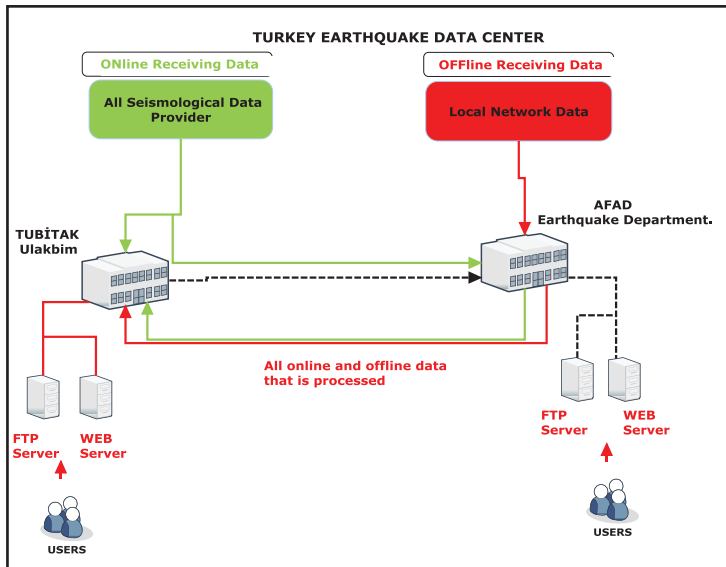 TURKEY EARTHQUAKE DATA CENTER
ONline Receiving Data
OFFline Receiving Data
All Seismological Data
Provider
Local Network Data
TUBİTAK
Ulakbim
AFAD
Earthquake Department.
All online and offline data
that is processed
FTP
Server
WEB
Server
FTP
Server
WEB
Server
USERS
USERS